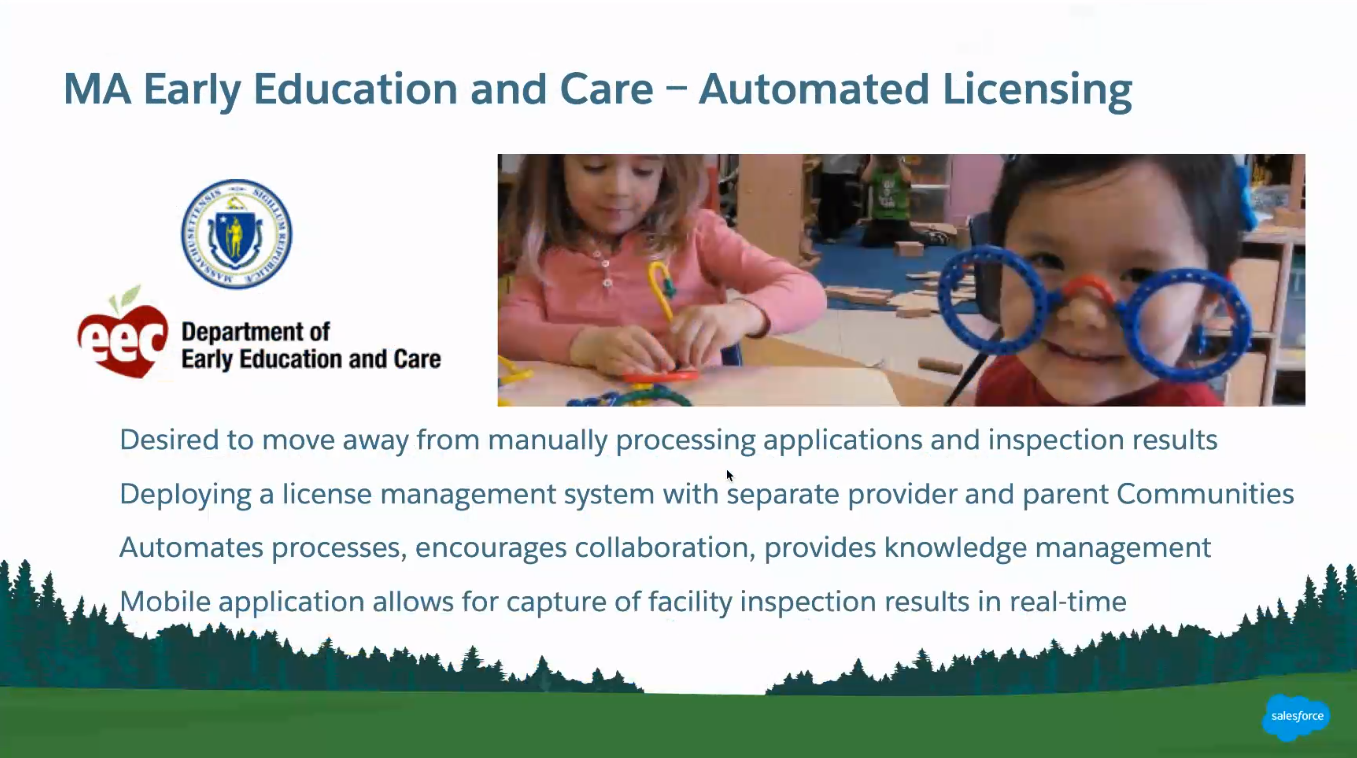 MA Early Education and Care – Automated Licensing
MASSACHUSETTENSIS SIGILLUM REIPUBLICÆ
eec
Department of
Early Education and Care
Desired to move away from manually processing applications and inspection results
Deploying a license management system with separate provider and parent Communities
Automates processes, encourages collaboration, provides knowledge management
Mobile application allows for capture of facility inspection results in real-time
salesforce